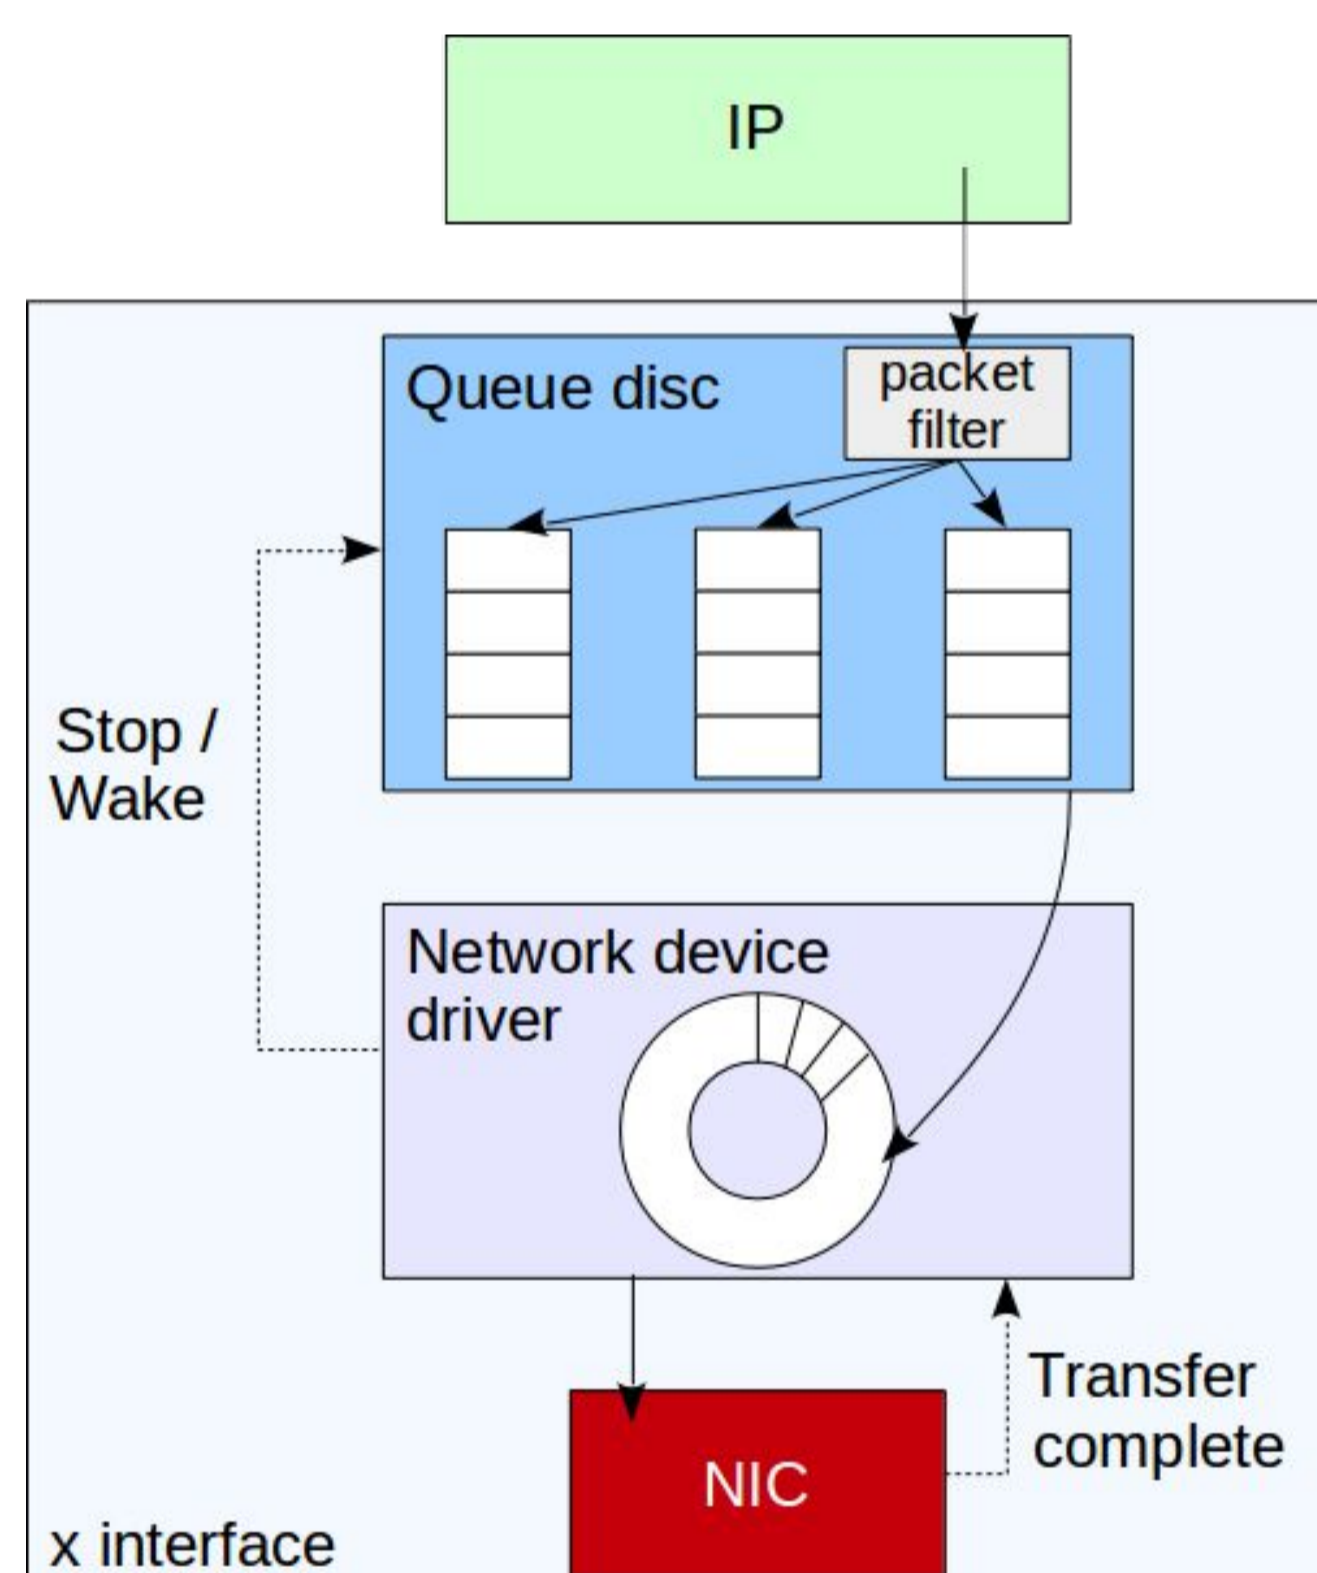 IP
Queue disc
packet
filter
Stop /
Wake
Network device
driver
Transfer
complete
NIC
x interface